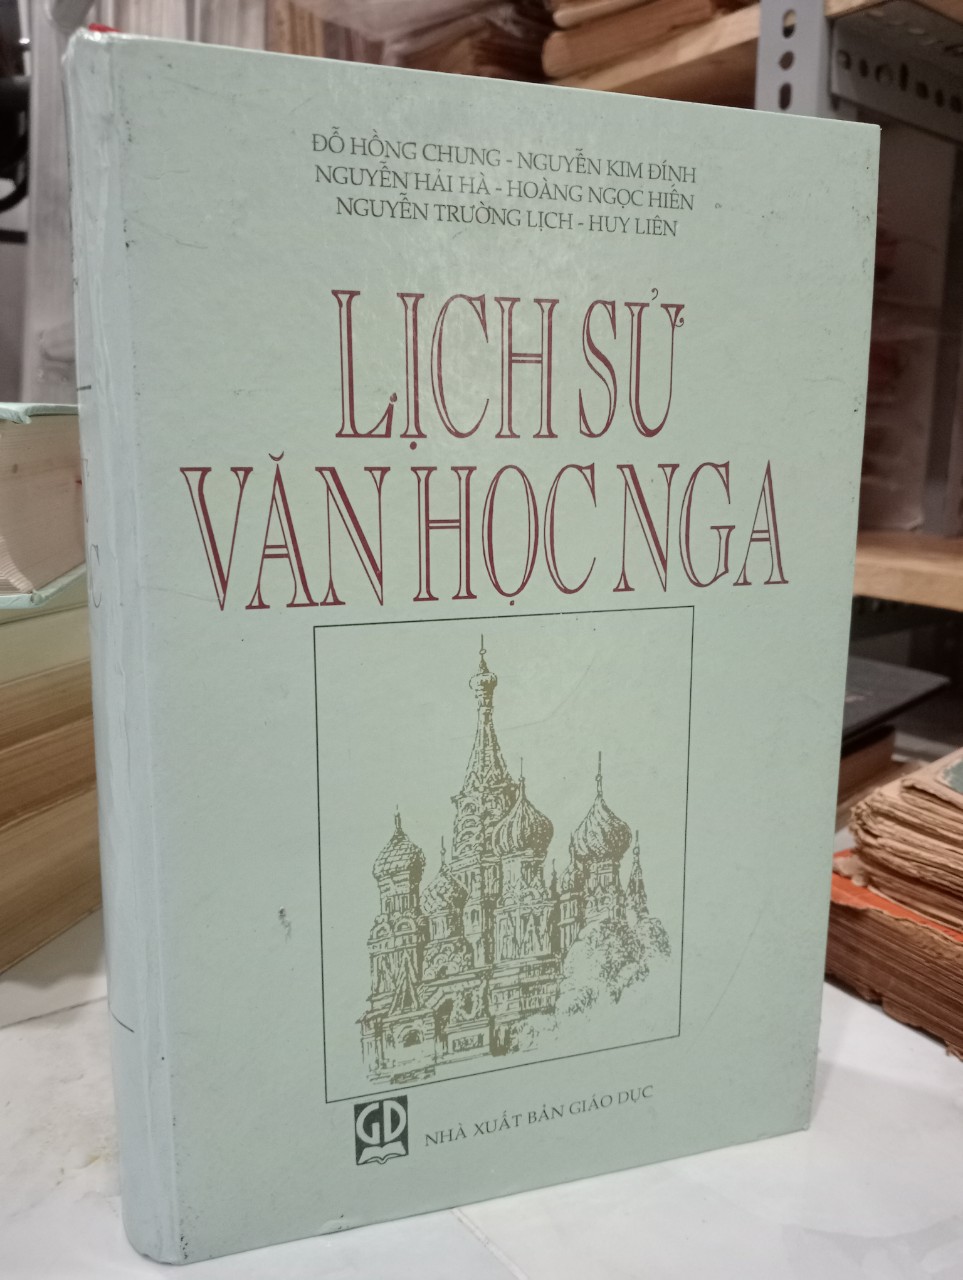 ĐỖ HỒNG CHUNG - NGUYỄN KIM ĐÍNH
NGUYỄN HẢI HÀ - HOÀNG NGỌC HIẾN
NGUYỄN TRƯỜNG LỊCH - HUY LIÊN
LỊCH SỬ
VĂN HỌC NGA
GD
NHÀ XUẤT BẢN GIÁO DỤC